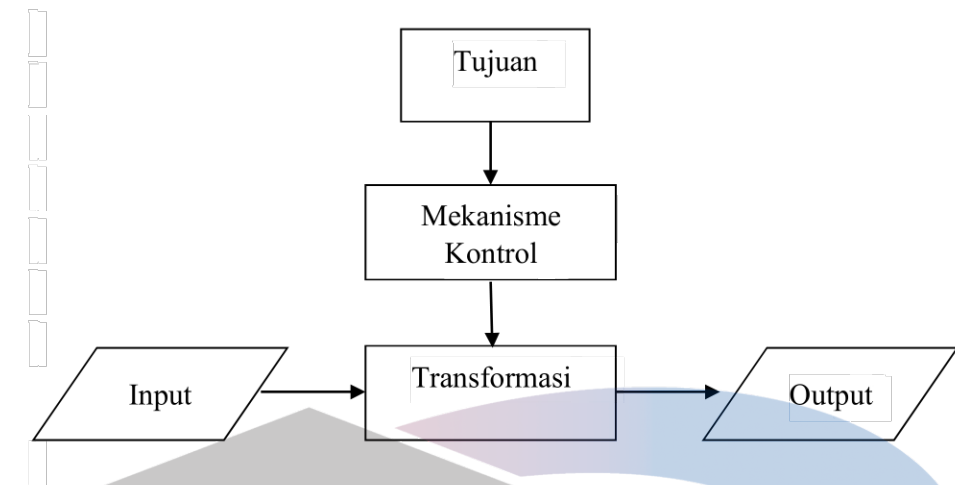 Tujuan
Mekanisme
Kontrol
Input
Transformasi
Output